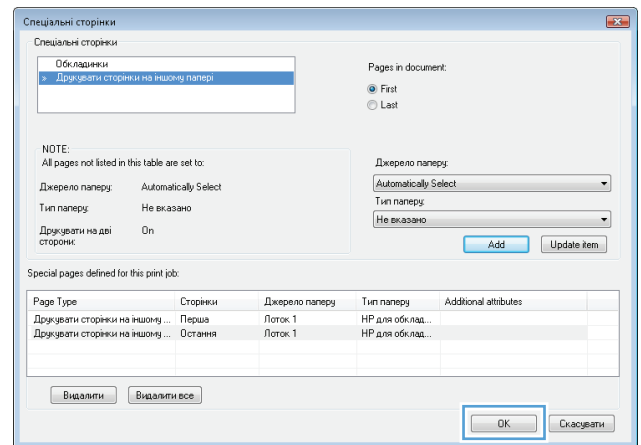 Спеціальні сторінки
Спеціальні сторінки
Обкладинки
» Друкувати сторінки на іншому папері
Pages in document:
First
Last
NOTE:
All pages not listed in this table are set to:
Джерело паперу: Automatically Select
Тип паперу: Не вказано
Друкувати на дві сторони: On
Джерело паперу:
Automatically Select
Тип паперу:
Не вказано
Add Update item
Special pages defined for this print job:
Page Type Сторінки Джерело паперу Тип паперу Additional attributes
Друкувати сторінки на іншому ... Перша Лоток 1 HP для обклад...
Друкувати сторінки на іншому ... Остання Лоток 1 HP для обклад...
Видалити Видалити все
OK Скасувати